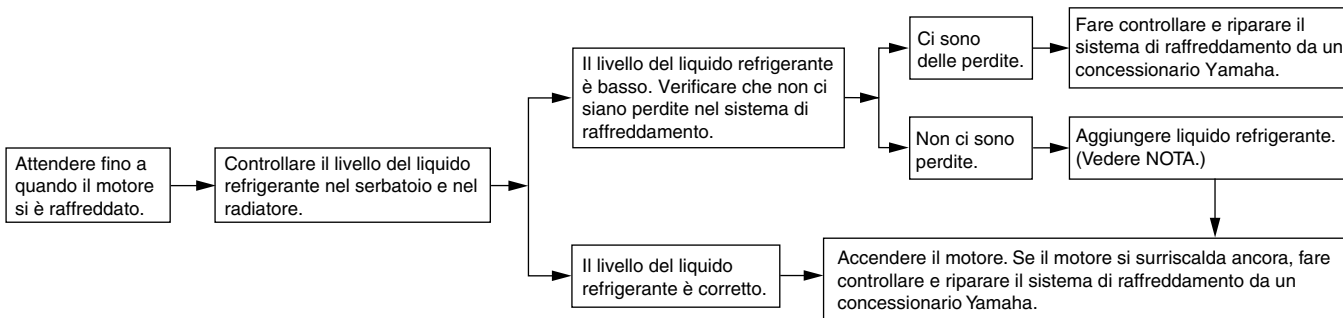 Attendere fino a
quando il motore
si è raffreddato.
Controllare il livello del liquido
refrigerante nel serbatoio e nel
radiatore.
Il livello del liquido refrigerante
è basso. Verificare che non ci
siano perdite nel sistema di
raffreddamento.
Ci sono
delle perdite.
Fare controllare e riparare il
sistema di raffreddamento da un
concessionario Yamaha.
Non ci sono
perdite.
Aggiungere liquido refrigerante.
(Vedere NOTA.)
Il livello del liquido
refrigerante è corretto.
Accendere il motore. Se il motore si surriscalda ancora, fare
controllare e riparare il sistema di raffreddamento da un
concessionario Yamaha.